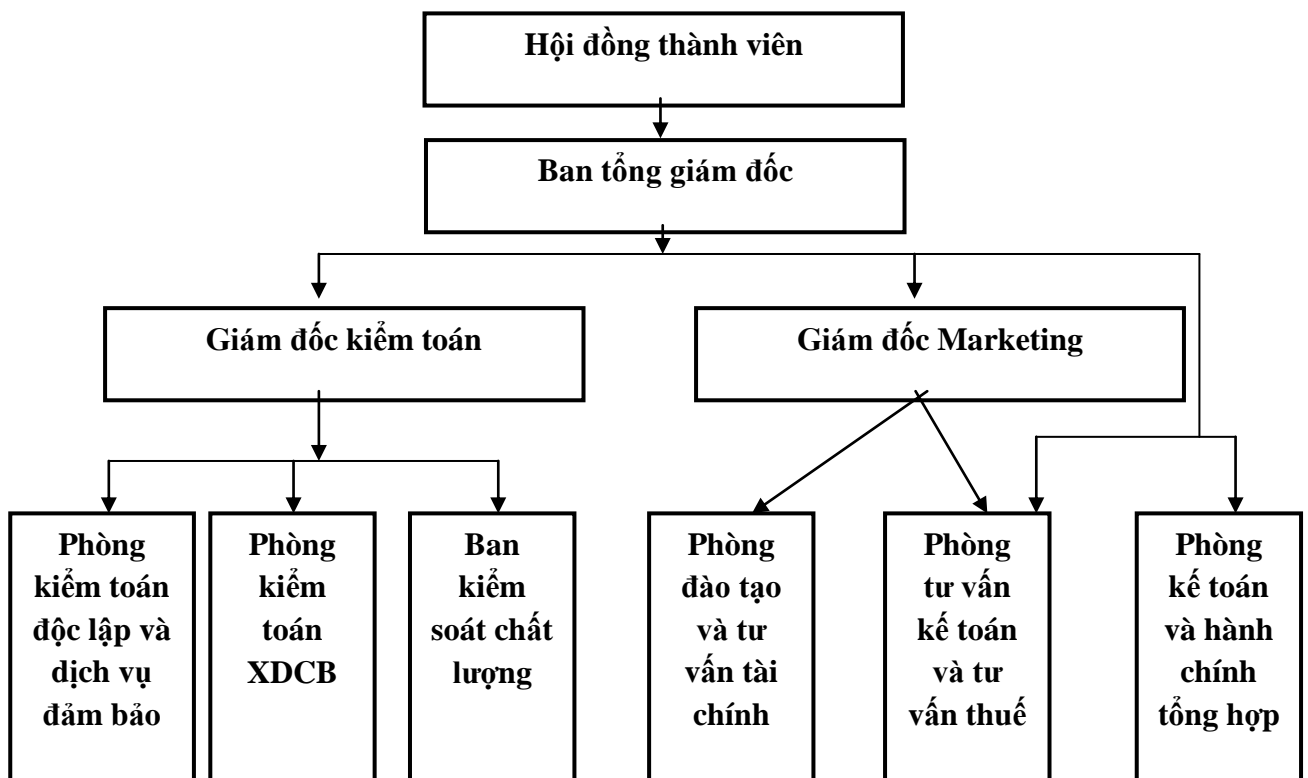 Hội đồng thành viên
Ban tổng giám đốc
Giám đốc kiểm toán
Giám đốc Marketing
Phòng
kiểm toán
độc lập và
dịch vụ
đảm bảo
Phòng
kiểm
toán
XDCB
Ban
kiểm
soát chất
lượng
Phòng
đào tạo
và tư
vấn tài
chính
Phòng
tư vấn
kế toán
và tư
vấn thuế
Phòng
kế toán
và hành
chính
tổng hợp